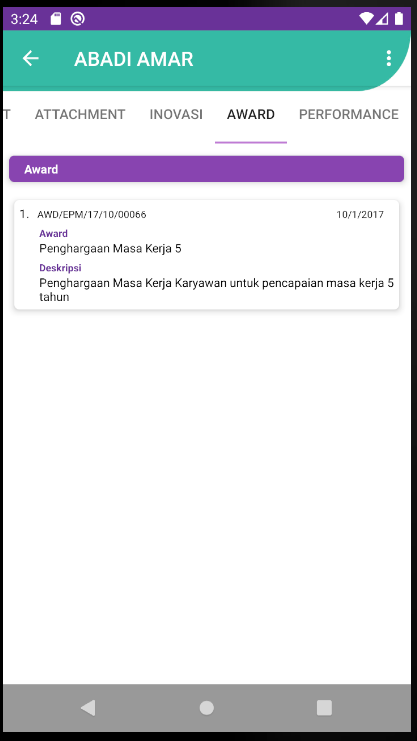 3:24
ABADI AMAR
T ATTACHMENT INOVASI AWARD PERFORMANCE
Award
1. AWD/EPM/17/10/00066 10/1/2017
Award
Penghargaan Masa Kerja 5
Deskripsi
Penghargaan Masa Kerja Karyawan untuk pencapaian masa kerja 5
tahun